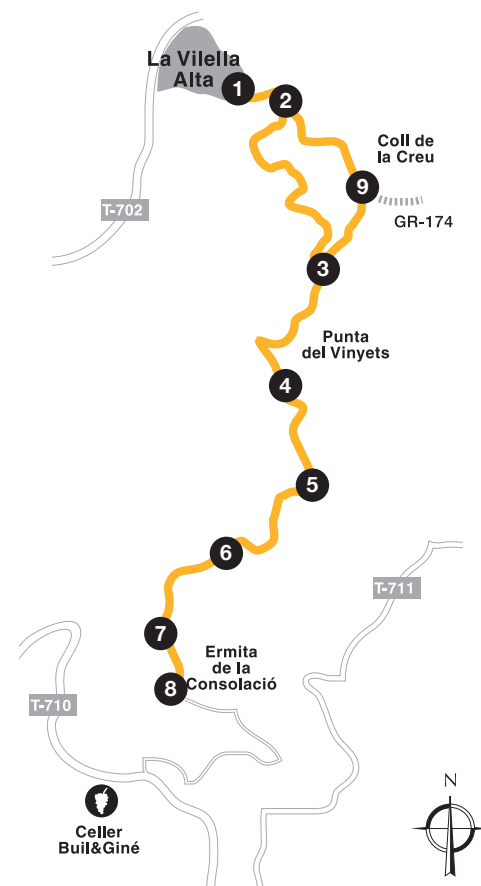 La Vilella
Alta
1
2
Coll de
la Creu
9
T-702
GR-174
3
Punta
del Vinyets
4
5
6
T-711
7
Ermita
de la
Consolació
8
T-710
N
Celler
Buil&Giné